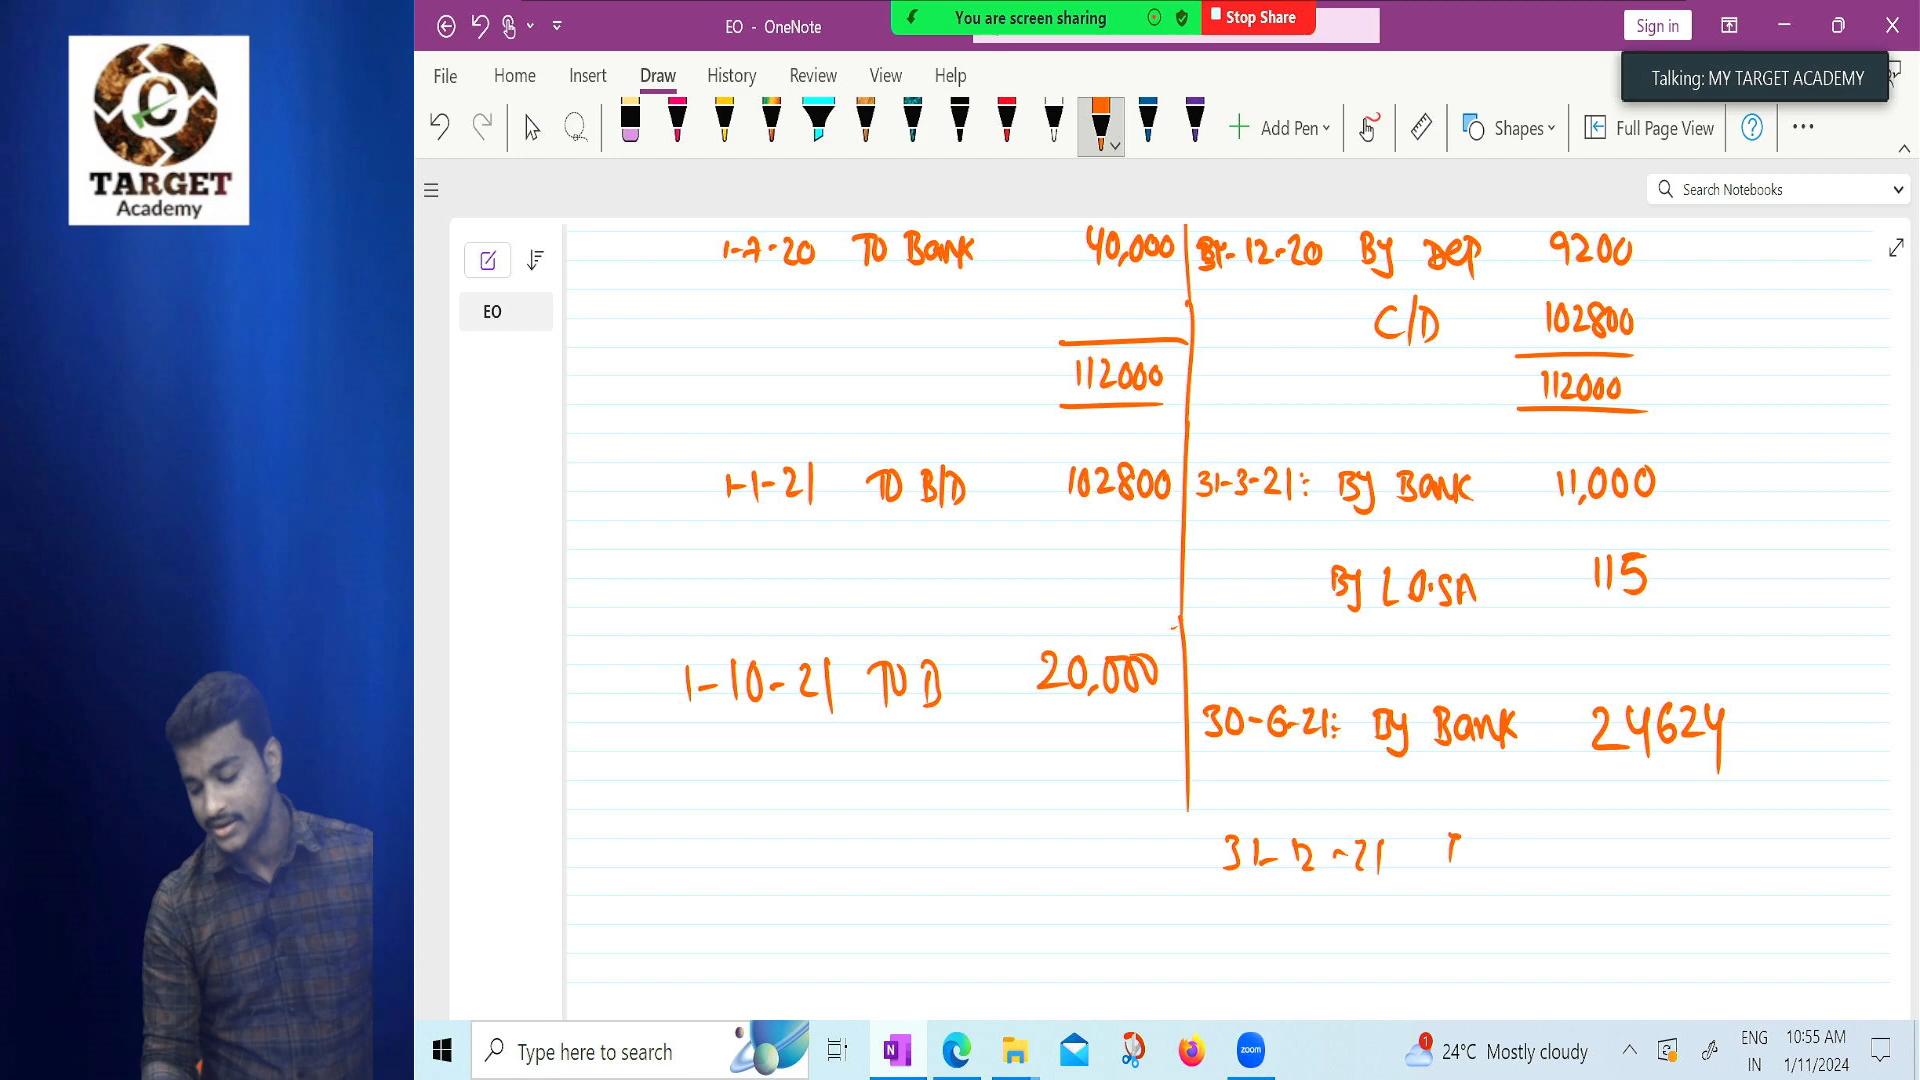 TARGET
Academy
EO - OneNote
You are screen sharing
Stop Share
Sign in
File Home Insert Draw History Review View Help
Talking: MY TARGET ACADEMY
Add Pen
Shapes
Full Page View
Search Notebooks
EO
1-7-20 TO Bank 40,000 31-12-20 By Dep 9200
C/D 102800
112000 112000
1-1-21 TO B/D 102800 31-3-21: By Bank 11,000
By L O.SA 115
1-10-21 TO B 20,000
30-6-21: By Bank 24624
31-12-21
Type here to search
zoom
1
24°C Mostly cloudy
ENG
IN
10:55 AM
1/11/2024